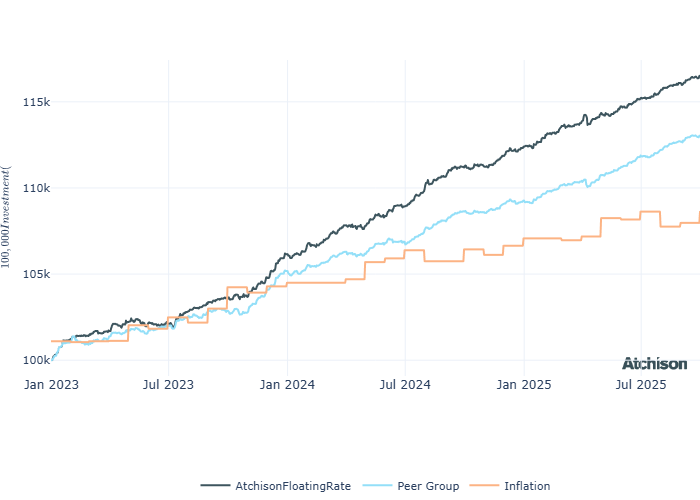 115k
110k
105k
100k
100,000Investment(
Jan 2023
Jul 2023
Jan 2024
Jul 2024
Jan 2025
Jul 2025
Atchison
AtchisonFloatingRate
Peer Group
Inflation